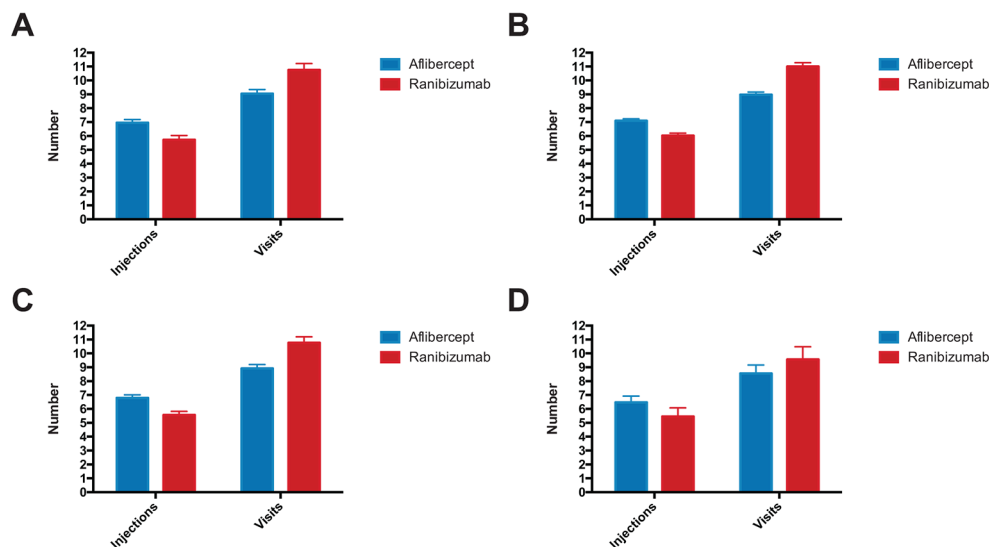 A
12
11
10
9
8
7
6
5
4
3
2
1
0
Number
Injections
Visits
Aflibercept
Ranibizumab
B
12
11
10
9
8
7
6
5
4
3
2
1
0
Number
Injections
Visits
Aflibercept
Ranibizumab
C
12
11
10
9
8
7
6
5
4
3
2
1
0
Number
Injections
Visits
Aflibercept
Ranibizumab
D
12
11
10
9
8
7
6
5
4
3
2
1
0
Number
Injections
Visits
Aflibercept
Ranibizumab